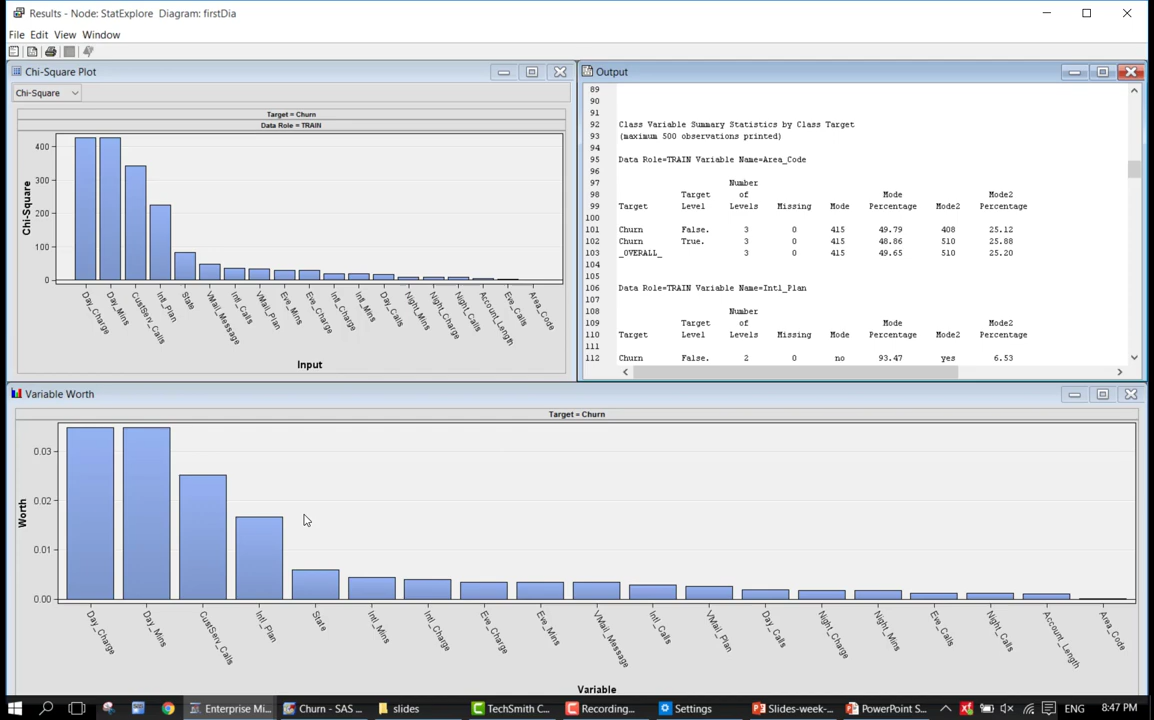 Results - Node: StatExplore  Diagram: firstDia
File Edit View Window
Chi-Square Plot
Chi-Square
Target = Churn
Data Role = TRAIN
400
300
200
100
0
Chi-Square
Day_Charge
Day_Mins
CustServ_Calls
Intl_Plan
State
VMail_Message
Intl_Calls
VMail_Plan
Eve_Mins
Eve_Charge
Intl_Charge
Intl_Mins
Day_Calls
Night_Mins
Night_Charge
Night_Calls
Account_Length
Eve_Calls
Area_Code
Input
Output
89
90
91
92 Class Variable Summary Statistics by Class Target
93 (maximum 500 observations printed)
94
95 Data Role=TRAIN Variable Name=Area_Code
96
97 Number
98 Target of Mode Mode2
99 Target Level Levels Missing Mode Percentage Mode2 Percentage
100
101 Churn False. 3 0 415 49.79 408 25.12
102 Churn True. 3 0 415 48.86 510 25.88
103 _OVERALL_ 3 0 415 49.65 510 25.20
104
105
106 Data Role=TRAIN Variable Name=Intl_Plan
107
108 Number
109 Target of Mode Mode2
110 Target Level Levels Missing Mode Percentage Mode2 Percentage
111
112 Churn False. 2 0 no 93.47 yes 6.53
Variable Worth
Target = Churn
0.03
0.02
0.01
0.00
Worth
Day_Charge
Day_Mins
CustServ_Calls
Intl_Plan
State
Intl_Mins
Intl_Charge
Eve_Charge
Eve_Mins
VMail_Message
Intl_Calls
VMail_Plan
Day_Calls
Night_Charge
Night_Mins
Eve_Calls
Night_Calls
Account_Length
Area_Code
Variable
Enterprise Mi... Churn - SAS ... slides TechSmith C... Recording... Settings Slides-week-... PowerPoint S... ENG 8:47 PM